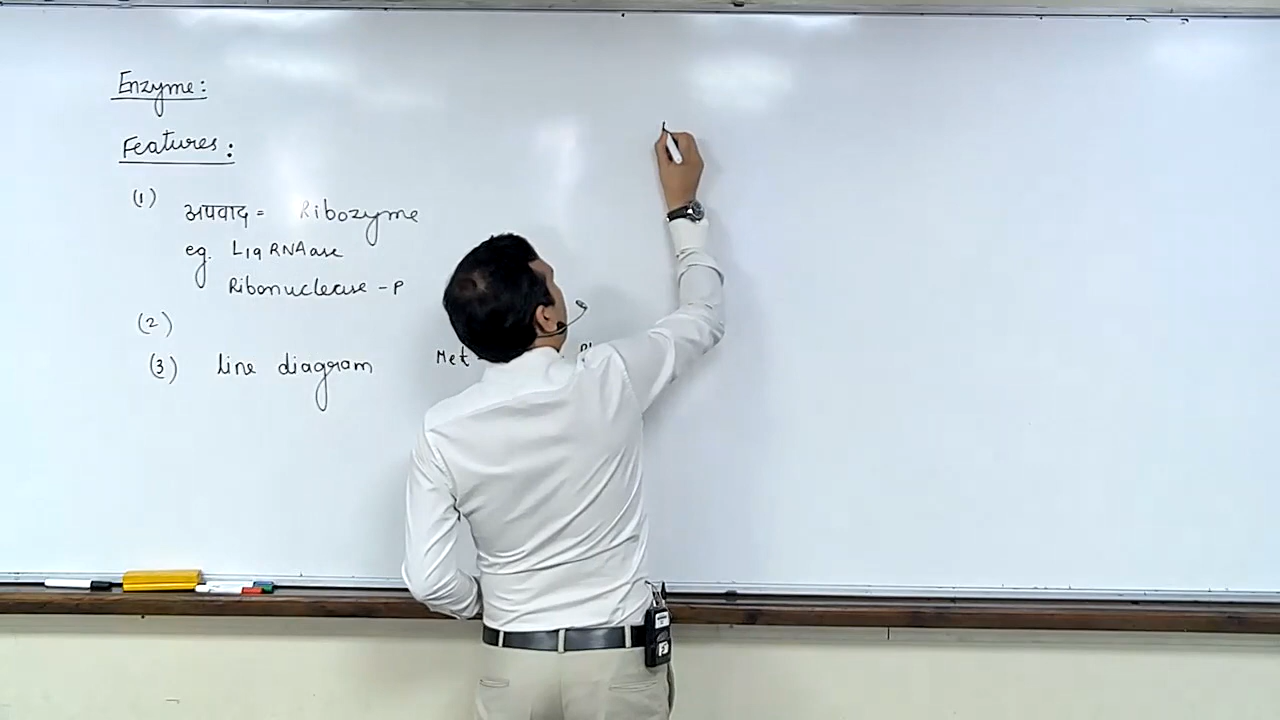 Enzyme:
Features:
(1) अपवाद = Ribozyme
eg. L19 RNAase
Ribonuclease - P
(2)
(3) line diagram Met